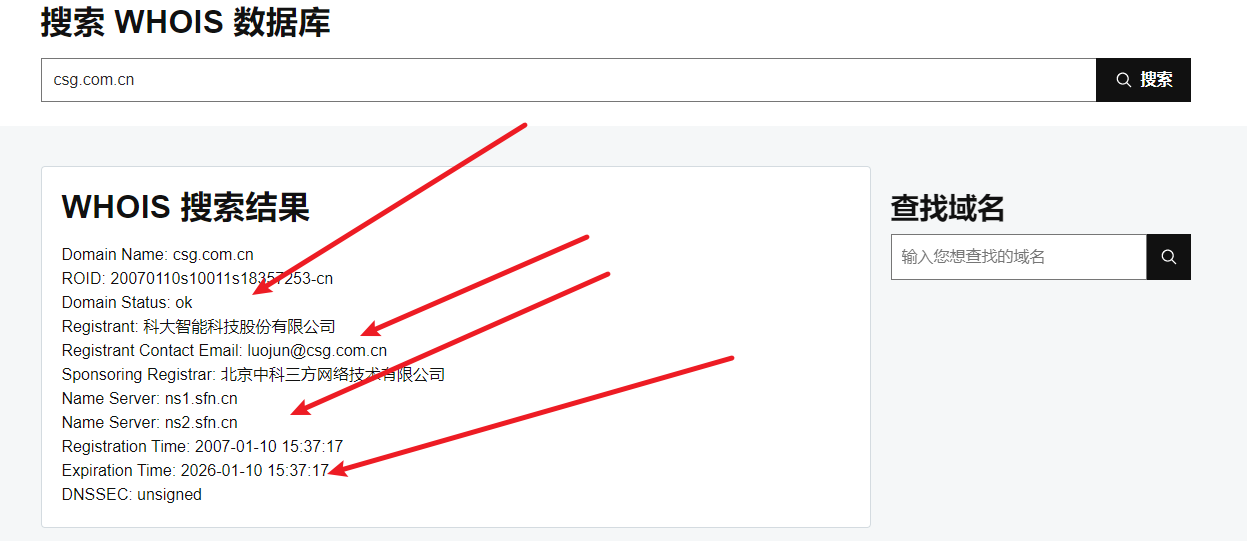 搜索 WHOIS 数据库
csg.com.cn
搜索
WHOIS 搜索结果
Domain Name: csg.com.cn
ROID: 20070110s10011s18357253-cn
Domain Status: ok
Registrant: 科大智能科技股份有限公司
Registrant Contact Email: luojun@csg.com.cn
Sponsoring Registrar: 北京中科三方网络技术有限公司
Name Server: ns1.sfn.cn
Name Server: ns2.sfn.cn
Registration Time: 2007-01-10 15:37:17
Expiration Time: 2026-01-10 15:37:17
DNSSEC: unsigned
查找域名
输入您想查找的域名